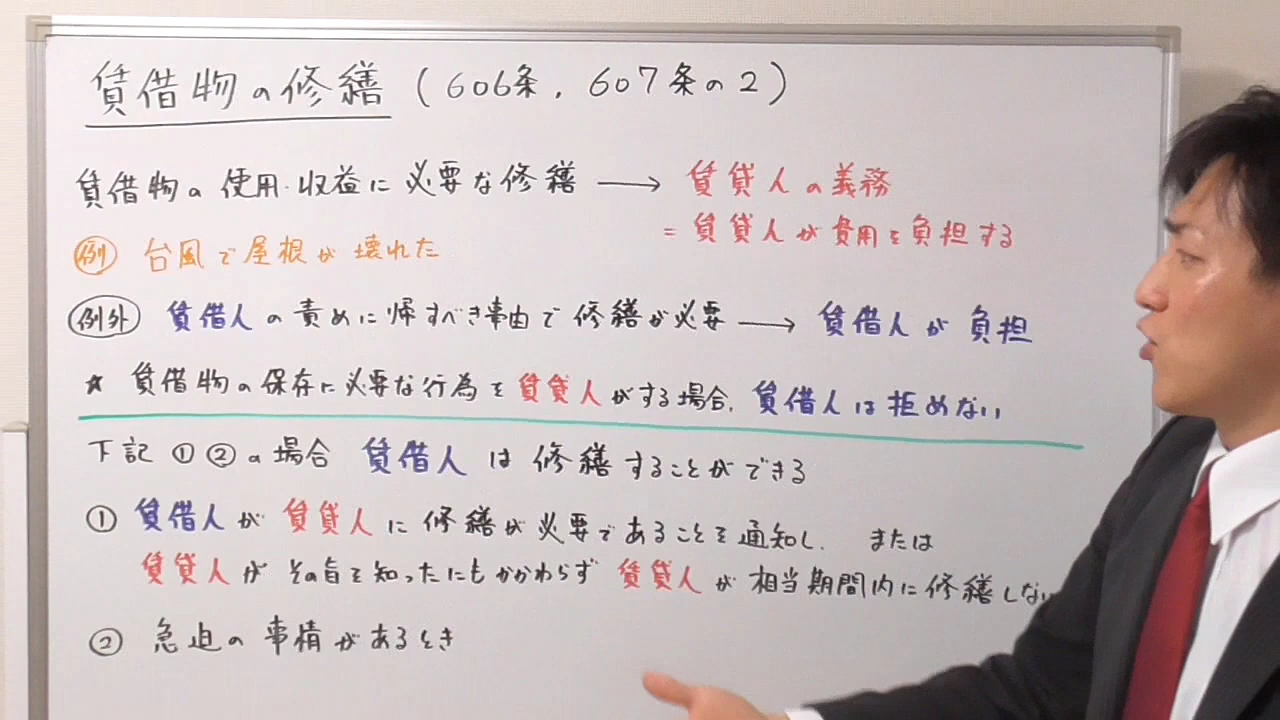 賃借物の修繕(606条,607条の2)
賃借物の使用・収益に必要な修繕 → 賃貸人の義務
= 賃貸人が費用を負担する
例 台風で屋根が壊れた
例外 賃借人の責めに帰すべき事由で修繕が必要 → 賃借人が負担
☆ 賃借物の保存に必要な行為を賃貸人がする場合,賃借人は拒めない
下記①②の場合 賃借人は修繕することができる
① 賃借人が賃貸人に修繕が必要であることを通知し, または
賃貸人がその旨を知ったにもかかわらず賃貸人が相当期間内に修繕しない
② 急迫の事情があるとき